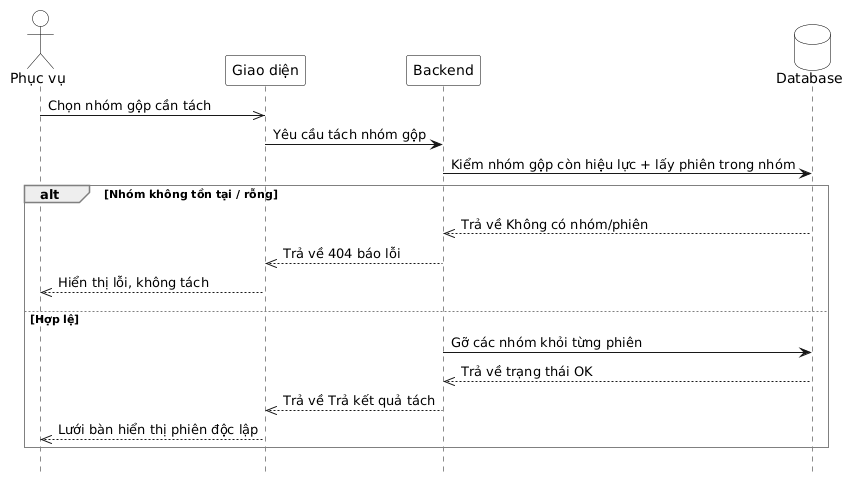 Phục vụ
Giao diện
Backend
Database
Chọn nhóm gộp cần tách
Yêu cầu tách nhóm gộp
Kiểm nhóm gộp còn hiệu lực + lấy phiên trong nhóm
alt
[Nhóm không tồn tại / rỗng]
Trả về Không có nhóm/phiên
Trả về 404 báo lỗi
Hiển thị lỗi, không tách
[Hợp lệ]
Gỡ các nhóm khỏi từng phiên
Trả về trạng thái OK
Trả về Trả kết quả tách
Lưới bàn hiển thị phiên độc lập